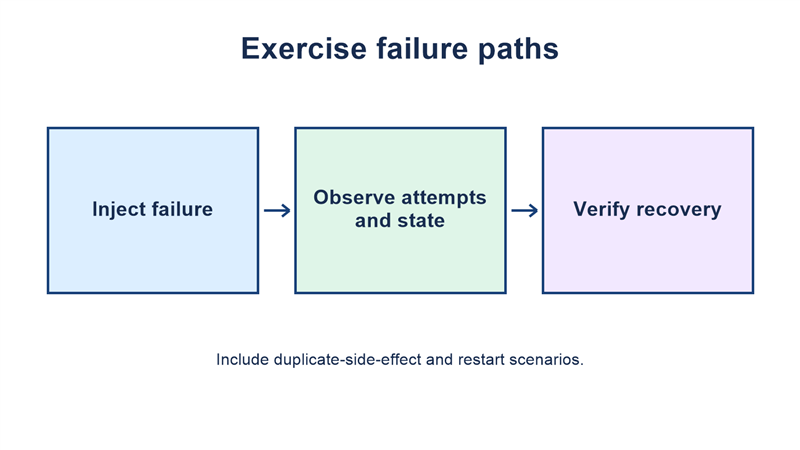 Exercise failure paths
Inject failure
Observe attempts
and state
Verify recovery
Include duplicate-side-effect and restart scenarios.